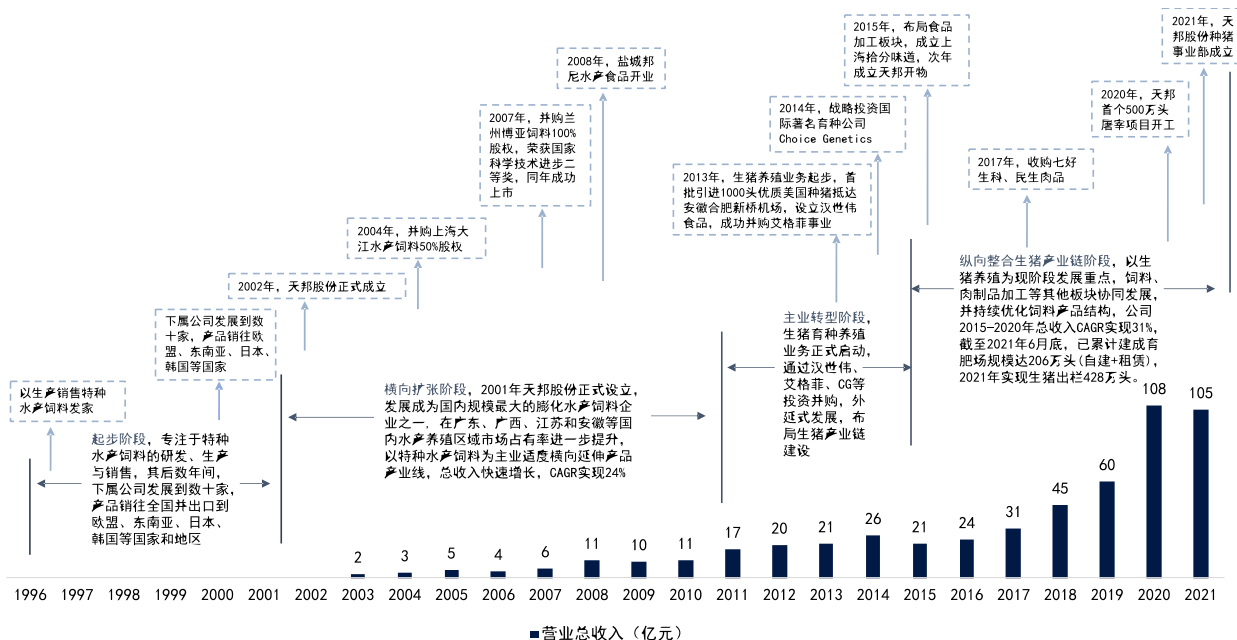 以生产销售特种
水产饲料发家
下属公司发展到数
十家，产品销往欧
盟、东南亚、日本、
韩国等国家
2002年，天邦股份正式成立
2004年，并购上海大
江水产饲料50%股权
2007年，并购兰
州博亚饲料100%
股权，荣获国家
科学技术进步二
等奖，同年成功
上市
2008年，盐城邦
尼水产食品开业
2013年，生猪养殖业务起步，首
批引进1000头优质美国种猪抵达
安徽合肥新桥机场，设立汉世伟
食品，成功并购艾格菲事业
2014年，战略投资国
际著名育种公司
Choice Genetics
2015年，布局食品
加工板块，成立上
海拾分味道，次年
成立天邦开物
2017年，收购七好
生科、民生肉品
2020年，天邦
首个500万头
屠宰项目开工
2021年，天
邦股份种猪
事业部成立
起步阶段，专注于特种
水产饲料的研发、生产
与销售，其后数年间，
下属公司发展到数十家，
产品销往全国并出口到
欧盟、东南亚、日本、
韩国等国家和地区
横向扩张阶段，2001年天邦股份正式设立，
发展成为国内规模最大的膨化水产饲料企
业之一，在广东、广西、江苏和安徽等国
内水产养殖区域市场占有率进一步提升，
以特种水产饲料为主业适度横向延伸产品
产业线，总收入快速增长，CAGR实现24%
主业转型阶段，
生猪育种养殖
业务正式启动，
通过汉世伟、
艾格菲、CG等
投资并购，外
延式发展，布
局生猪产业链
建设
纵向整合生猪产业链阶段，以生
猪养殖为现阶段发展重点，饲料、
肉制品加工等其他板块协同发展，
并持续优化饲料产品结构，公司
2015-2020年总收入CAGR实现31%，
截至2021年6月底，已累计建成育
肥场规模达206万头(自建+租赁)，
2021年实现生猪出栏428万头。
2 3 5 4 6 11 10 11 17 20 21 26 21 24 31 45 60 108 105
1996 1997 1998 1999 2000 2001 2002 2003 2004 2005 2006 2007 2008 2009 2010 2011 2012 2013 2014 2015 2016 2017 2018 2019 2020 2021
营业总收入（亿元）